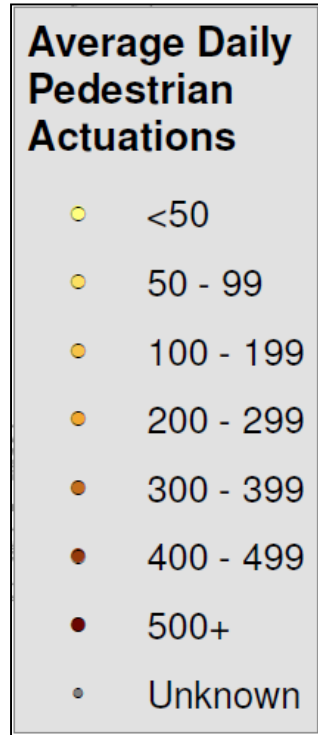 Average Daily
Pedestrian
Actuations
<50
50 - 99
100 - 199
200 - 299
300 - 399
400 - 499
500+
Unknown